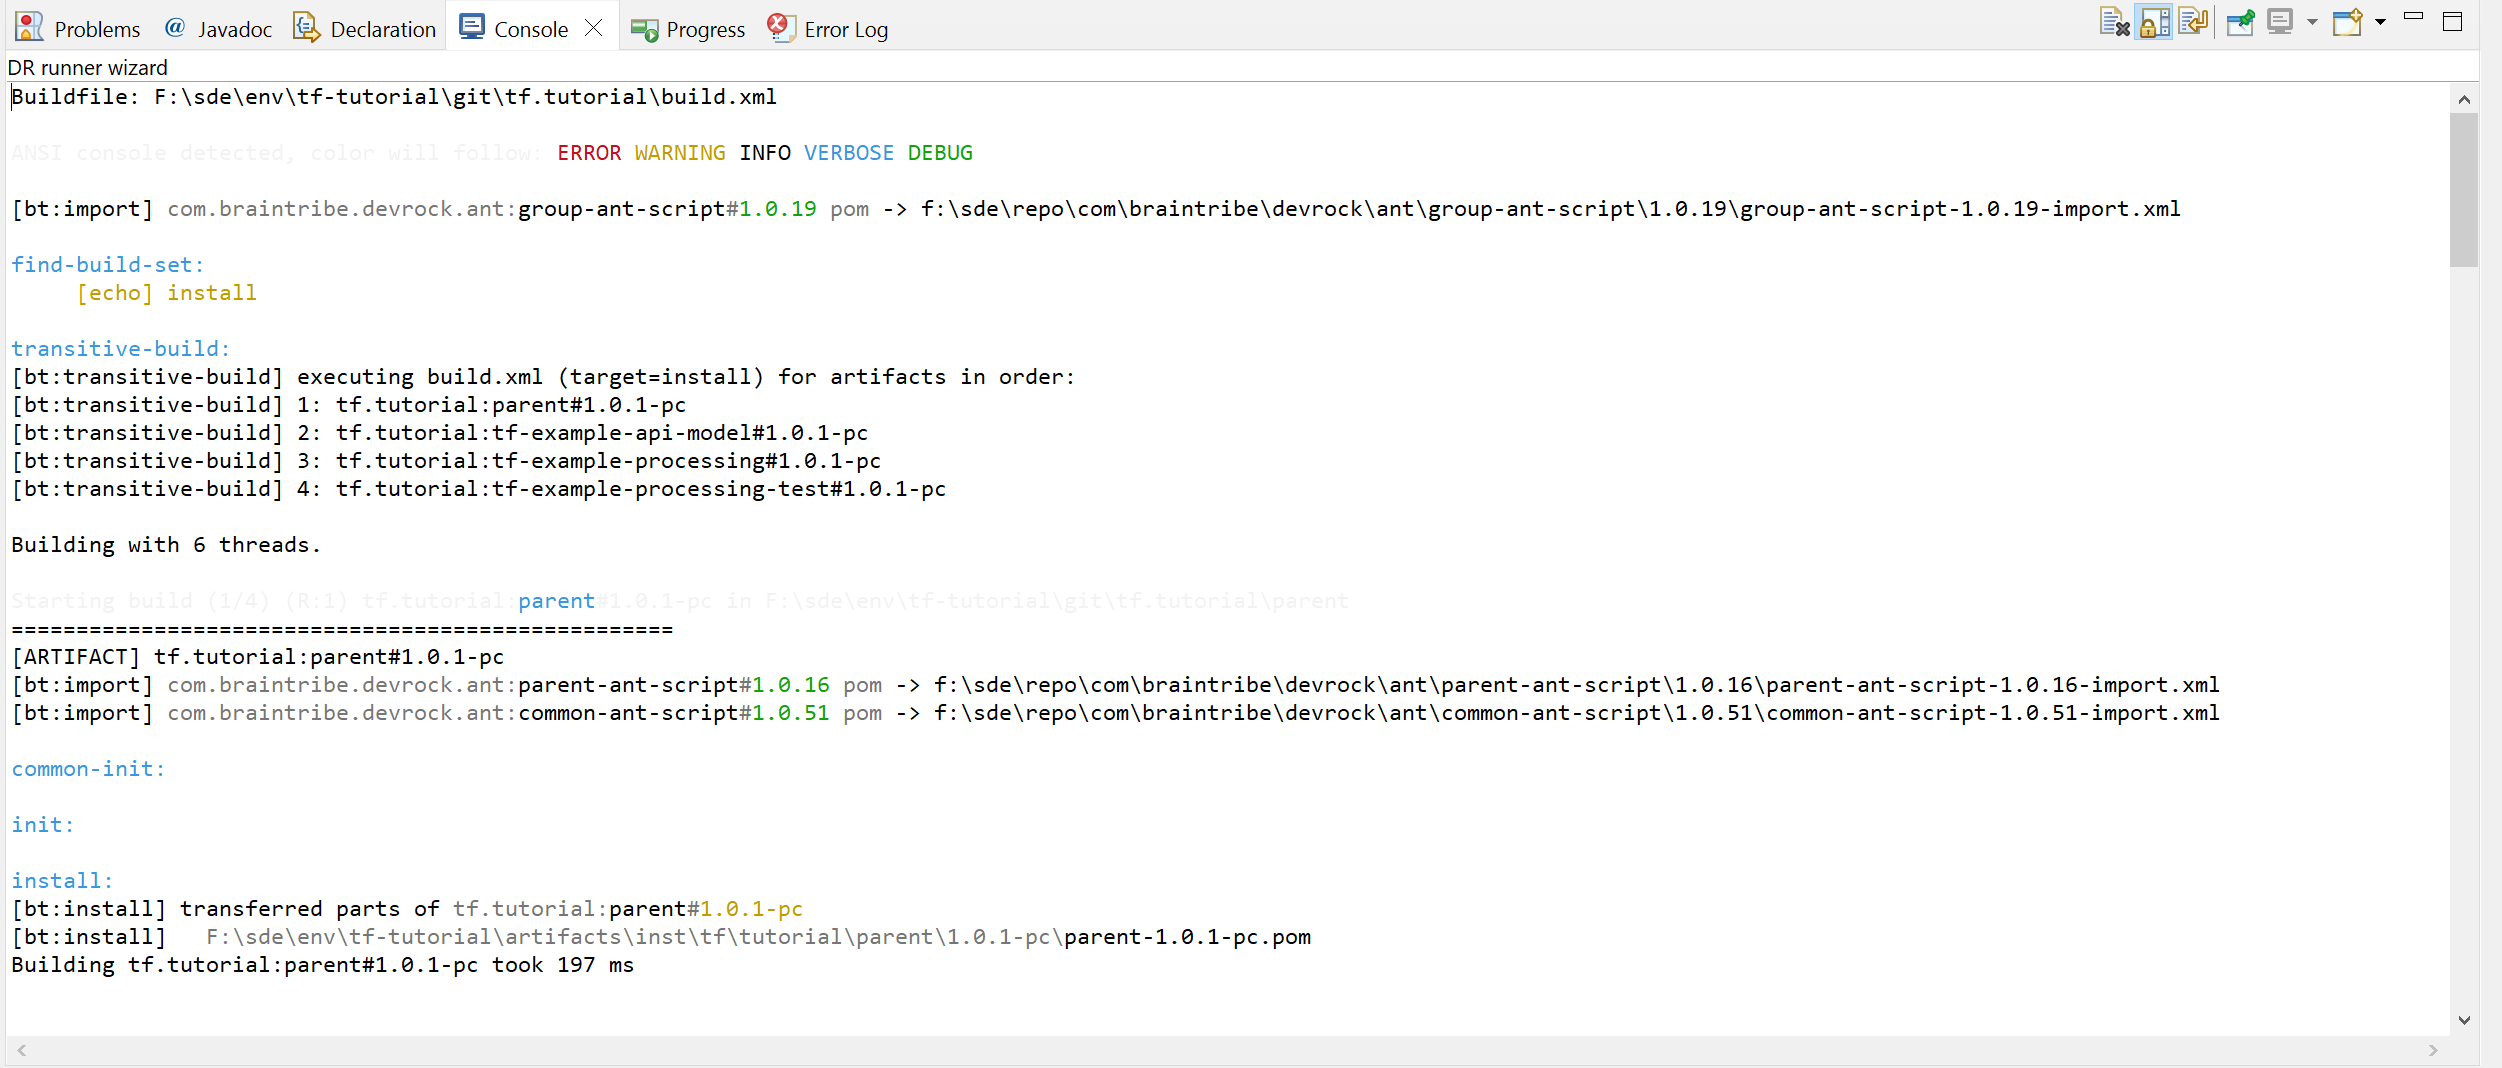 Problems @ Javadoc Declaration Console Progress Error Log
DR runner wizard
Buildfile: F:\sde\env\tf-tutorial\git\tf.tutorial\build.xml
ANSI console detected, color will follow: ERROR WARNING INFO VERBOSE DEBUG
[bt:import] com.braintribe.devrock.ant:group-ant-script#1.0.19 pom -> f:\sde\repo\com\braintribe\devrock\ant\group-ant-script\1.0.19\group-ant-script-1.0.19-import.xml
find-build-set:
     [echo] install
transitive-build:
[bt:transitive-build] executing build.xml (target=install) for artifacts in order:
[bt:transitive-build] 1: tf.tutorial:parent#1.0.1-pc
[bt:transitive-build] 2: tf.tutorial:tf-example-api-model#1.0.1-pc
[bt:transitive-build] 3: tf.tutorial:tf-example-processing#1.0.1-pc
[bt:transitive-build] 4: tf.tutorial:tf-example-processing-test#1.0.1-pc
Building with 6 threads.
Starting build (1/4) (R:1) tf.tutorial:parent#1.0.1-pc in F:\sde\env\tf-tutorial\git\tf.tutorial\parent
===================================================
[ARTIFACT] tf.tutorial:parent#1.0.1-pc
[bt:import] com.braintribe.devrock.ant:parent-ant-script#1.0.16 pom -> f:\sde\repo\com\braintribe\devrock\ant\parent-ant-script\1.0.16\parent-ant-script-1.0.16-import.xml
[bt:import] com.braintribe.devrock.ant:common-ant-script#1.0.51 pom -> f:\sde\repo\com\braintribe\devrock\ant\common-ant-script\1.0.51\common-ant-script-1.0.51-import.xml
common-init:
init:
install:
[bt:install] transferred parts of tf.tutorial:parent#1.0.1-pc
[bt:install]   F:\sde\env\tf-tutorial\artifacts\inst\tf\tutorial\parent\1.0.1-pc\parent-1.0.1-pc.pom
Building tf.tutorial:parent#1.0.1-pc took 197 ms